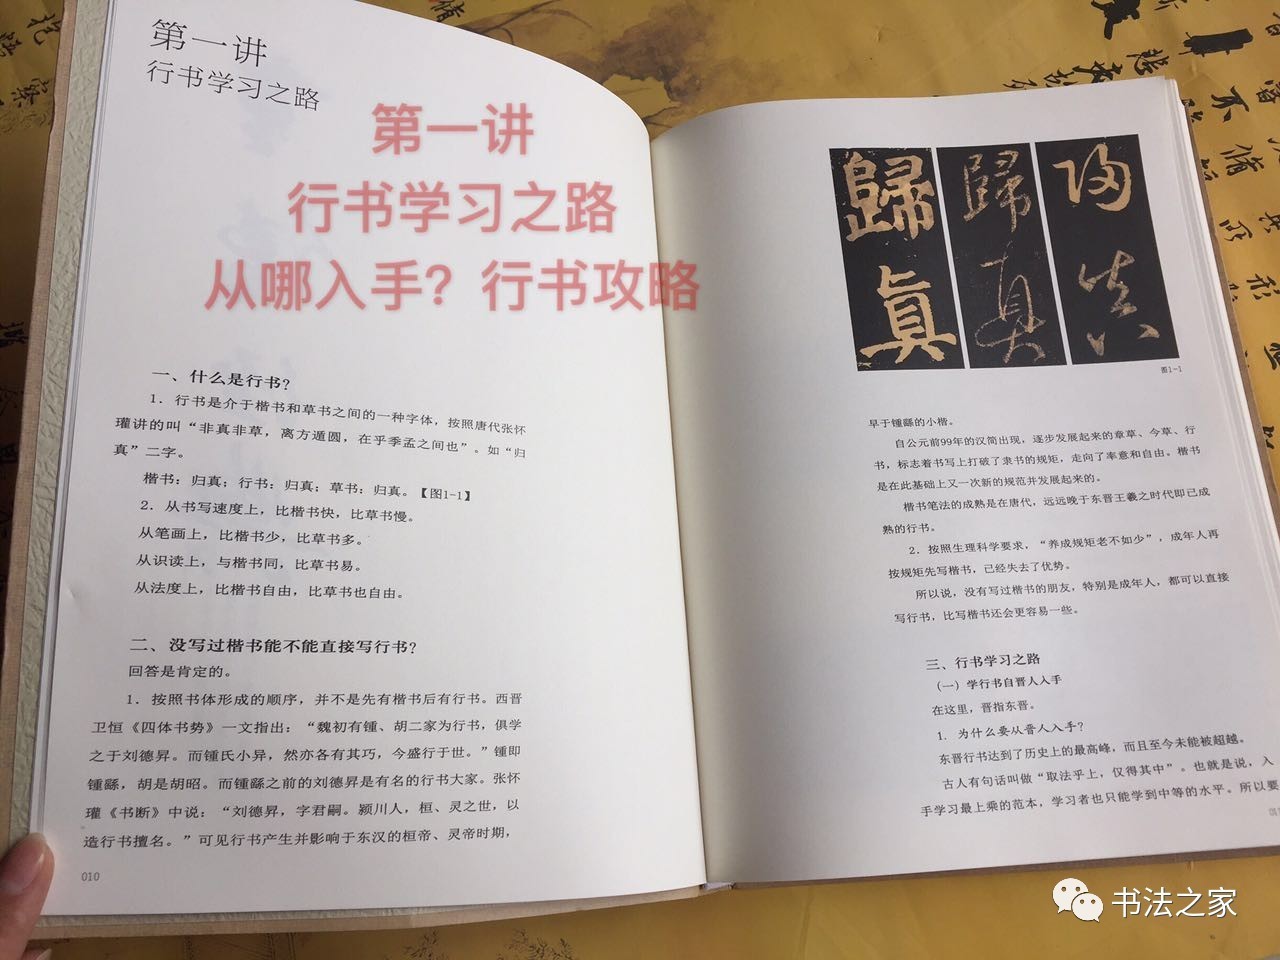 第一讲
行书学习之路
第一讲
行书学习之路
从哪入手？行书攻略
一、什么是行书？
1．行书是介于楷书和草书之间的一种字体，按照唐代张怀
瓘讲的叫“非真非草，离方遁圆，在乎季孟之间也”。如“归
真”二字。
楷书：归真；行书：归真；草书：归真。【图1-1】
2．从书写速度上，比楷书快，比草书慢。
从笔画上，比楷书少，比草书多。
从识读上，与楷书同，比草书易。
从法度上，比楷书自由，比草书也自由。
二、没写过楷书能不能直接写行书？
回答是肯定的。
1．按照书体形成的顺序，并不是先有楷书后有行书。西晋
卫恒《四体书势》一文指出：“魏初有锺、胡二家为行书，俱学
之于刘德昇。而锺氏小异，然亦各有其巧，今盛行于世。”锺即
锺繇，胡是胡昭。而锺繇之前的刘德昇是有名的行书大家。张怀
瓘《书断》中说：“刘德昇，字君嗣。颍川人，桓、灵之世，以
造行书擅名。”可见行书产生并影响于东汉的桓帝、灵帝时期，
010
歸真
歸真
归真
图1-1
早于锺繇的小楷。
自公元前99年的汉简出现，逐步发展起来的章草、今草、行
书，标志着书写上打破了隶书的规矩，走向了率意和自由。楷书
是在此基础上又一次新的规范并发展起来的。
楷书笔法的成熟是在唐代，远远晚于东晋王羲之时代即已成
熟的行书。
2．按照生理科学要求，“养成规矩老不如少”，成年人再
按规矩先写楷书，已经失去了优势。
所以说，没有写过楷书的朋友，特别是成年人，都可以直接
写行书，比写楷书还会更容易一些。
三、行书学习之路
（一）学行书自晋人入手
在这里，晋指东晋。
1．为什么要从晋人入手？
东晋行书达到了历史上的最高峰，而且至今未能被超越。
古人有句话叫做“取法乎上，仅得其中”。也就是说，入
手学习最上乘的范本，学习者也只能学到中等的水平。所以要
书法之家